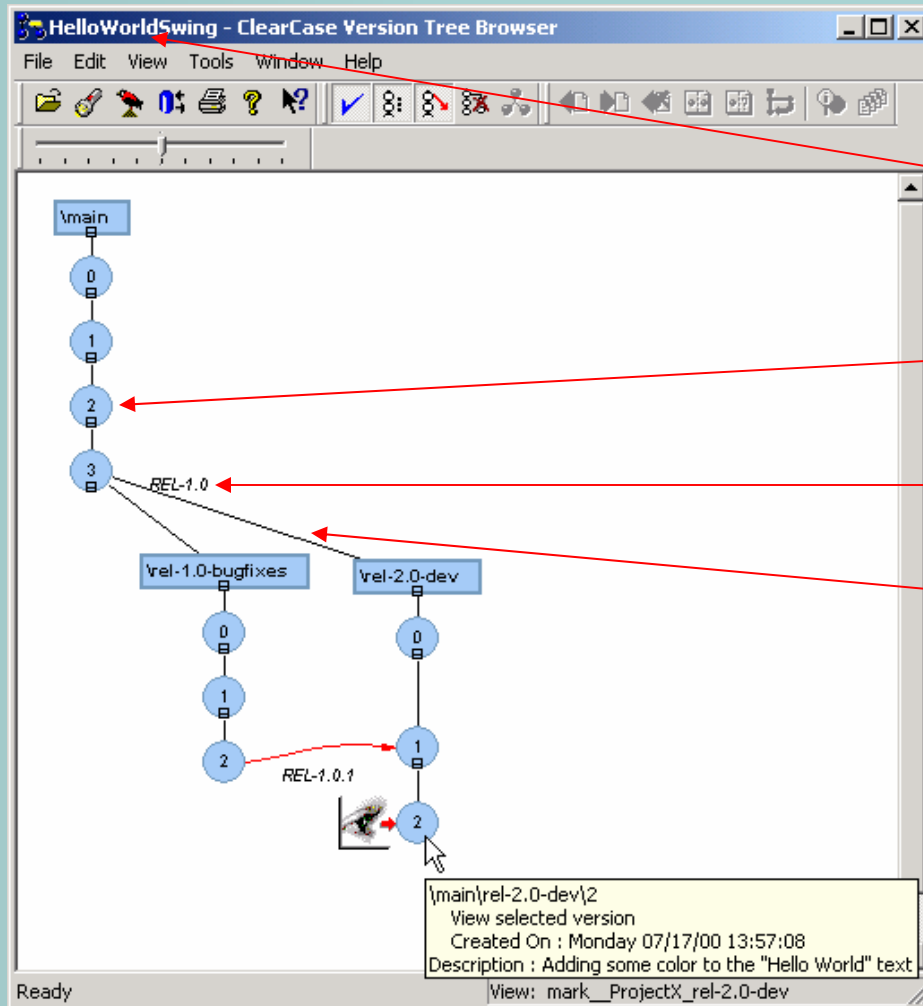 HelloWorldSwing - ClearCase Version Tree Browser
File Edit View Tools Window Help
\main
0
1
2
3
REL-1.0
\rel-1.0-bugfixes
\rel-2.0-dev
0
0
1
1
2
REL-1.0.1
2
\main\rel-2.0-dev\2
View selected version
Created On : Monday 07/17/00 13:57:08
Description : Adding some color to the "Hello World" text
Ready
View: mark__ProjectX_rel-2.0-dev